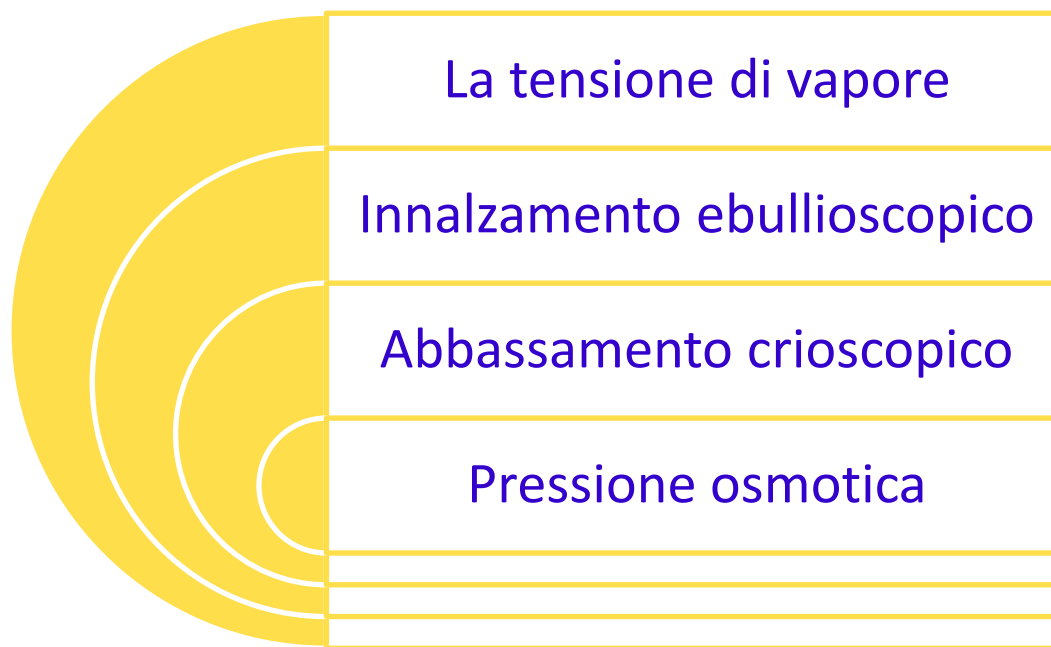 La tensione di vapore
Innalzamento ebullioscopico
Abbassamento crioscopico
Pressione osmotica